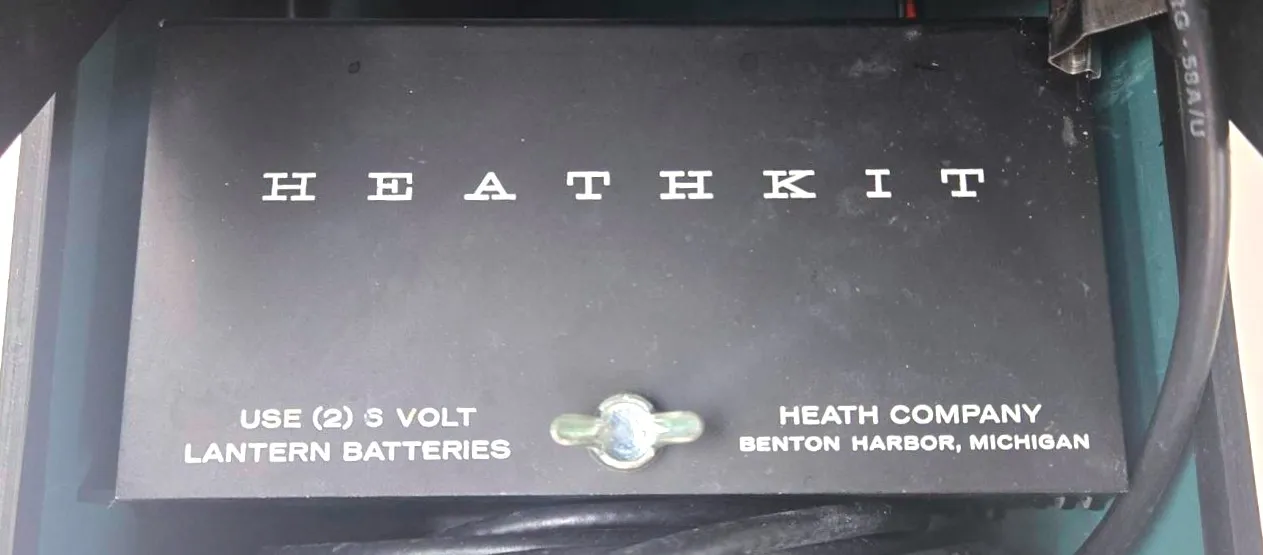 RG-58A/U
HEATHKIT
USE (2) 6 VOLT
LANTERN BATTERIES
HEATH COMPANY
BENTON HARBOR, MICHIGAN